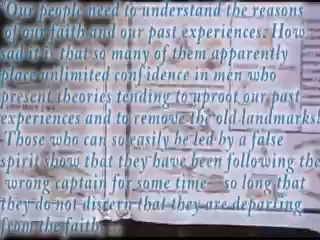 'Our people need to understand the reasons
of our faith and our past experiences. How
sad it is that so many of them apparently
place unlimited confidence in men who
present theories tending to uproot our past
experiences and to remove the old landmarks!
Those who can so easily be led by a false
spirit show that they have been following the
wrong captain for some time so long that
they do not discern that they are departing
from the faith